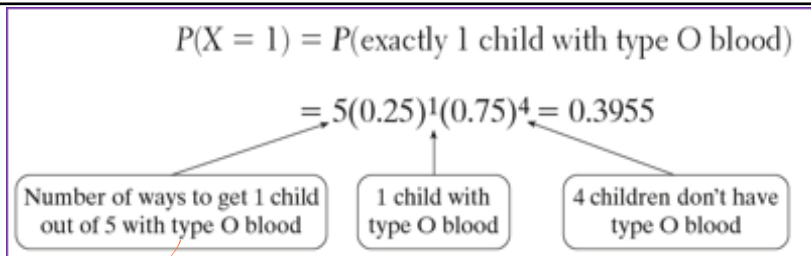 P(X = 1) = P(exactly 1 child with type O blood)
= 5(0.25)¹(0.75)⁴ = 0.3955
Number of ways to get 1 child
out of 5 with type O blood
1 child with
type O blood
4 children don't have
type O blood